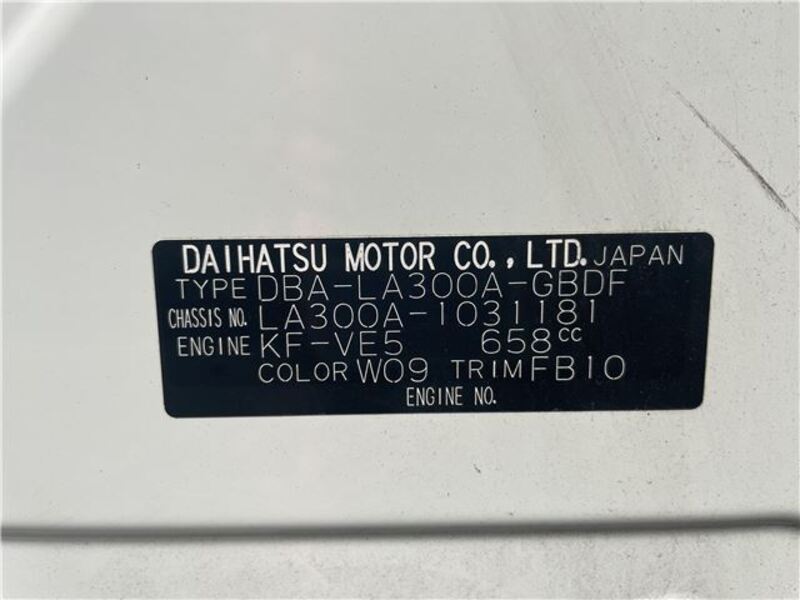 DAIHATSU MOTOR CO., LTD. JAPAN
TYPE DBA-LA300A-GBDF
CHASSIS NO. LA300A-1031181
ENGINE KF-VE5 658cc
COLOR W09 TRIM FB10
ENGINE NO.